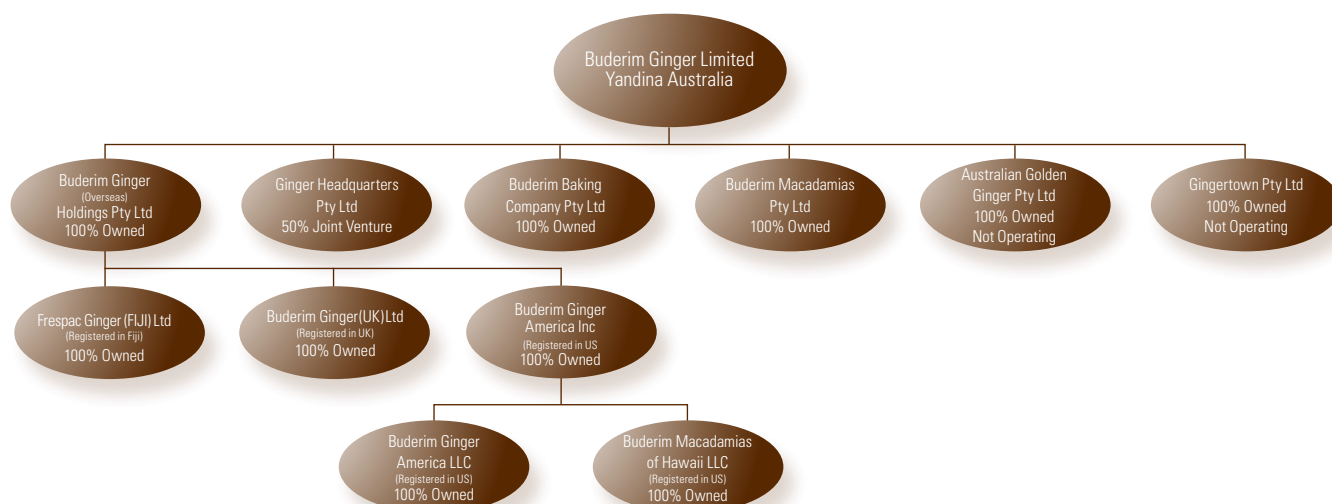 Buderim Ginger Limited
Yandina Australia
Buderim Ginger
(Overseas)
Holdings Pty Ltd
100% Owned
Ginger Headquarters
Pty Ltd
50% Joint Venture
Buderim Baking
Company Pty Ltd
100% Owned
Buderim Macadamias
Pty Ltd
100% Owned
Australian Golden
Ginger Pty Ltd
100% Owned
Not Operating
Gingertown Pty Ltd
100% Owned
Not Operating
Frespac Ginger (FIJI) Ltd
(Registered in Fiji)
100% Owned
Buderim Ginger(UK)Ltd
(Registered in UK)
100% Owned
Buderim Ginger
America Inc
(Registered in US
100% Owned
Buderim Ginger
America LLC
(Registered in US)
100% Owned
Buderim Macadamias
of Hawaii LLC
(Registered in US)
100% Owned